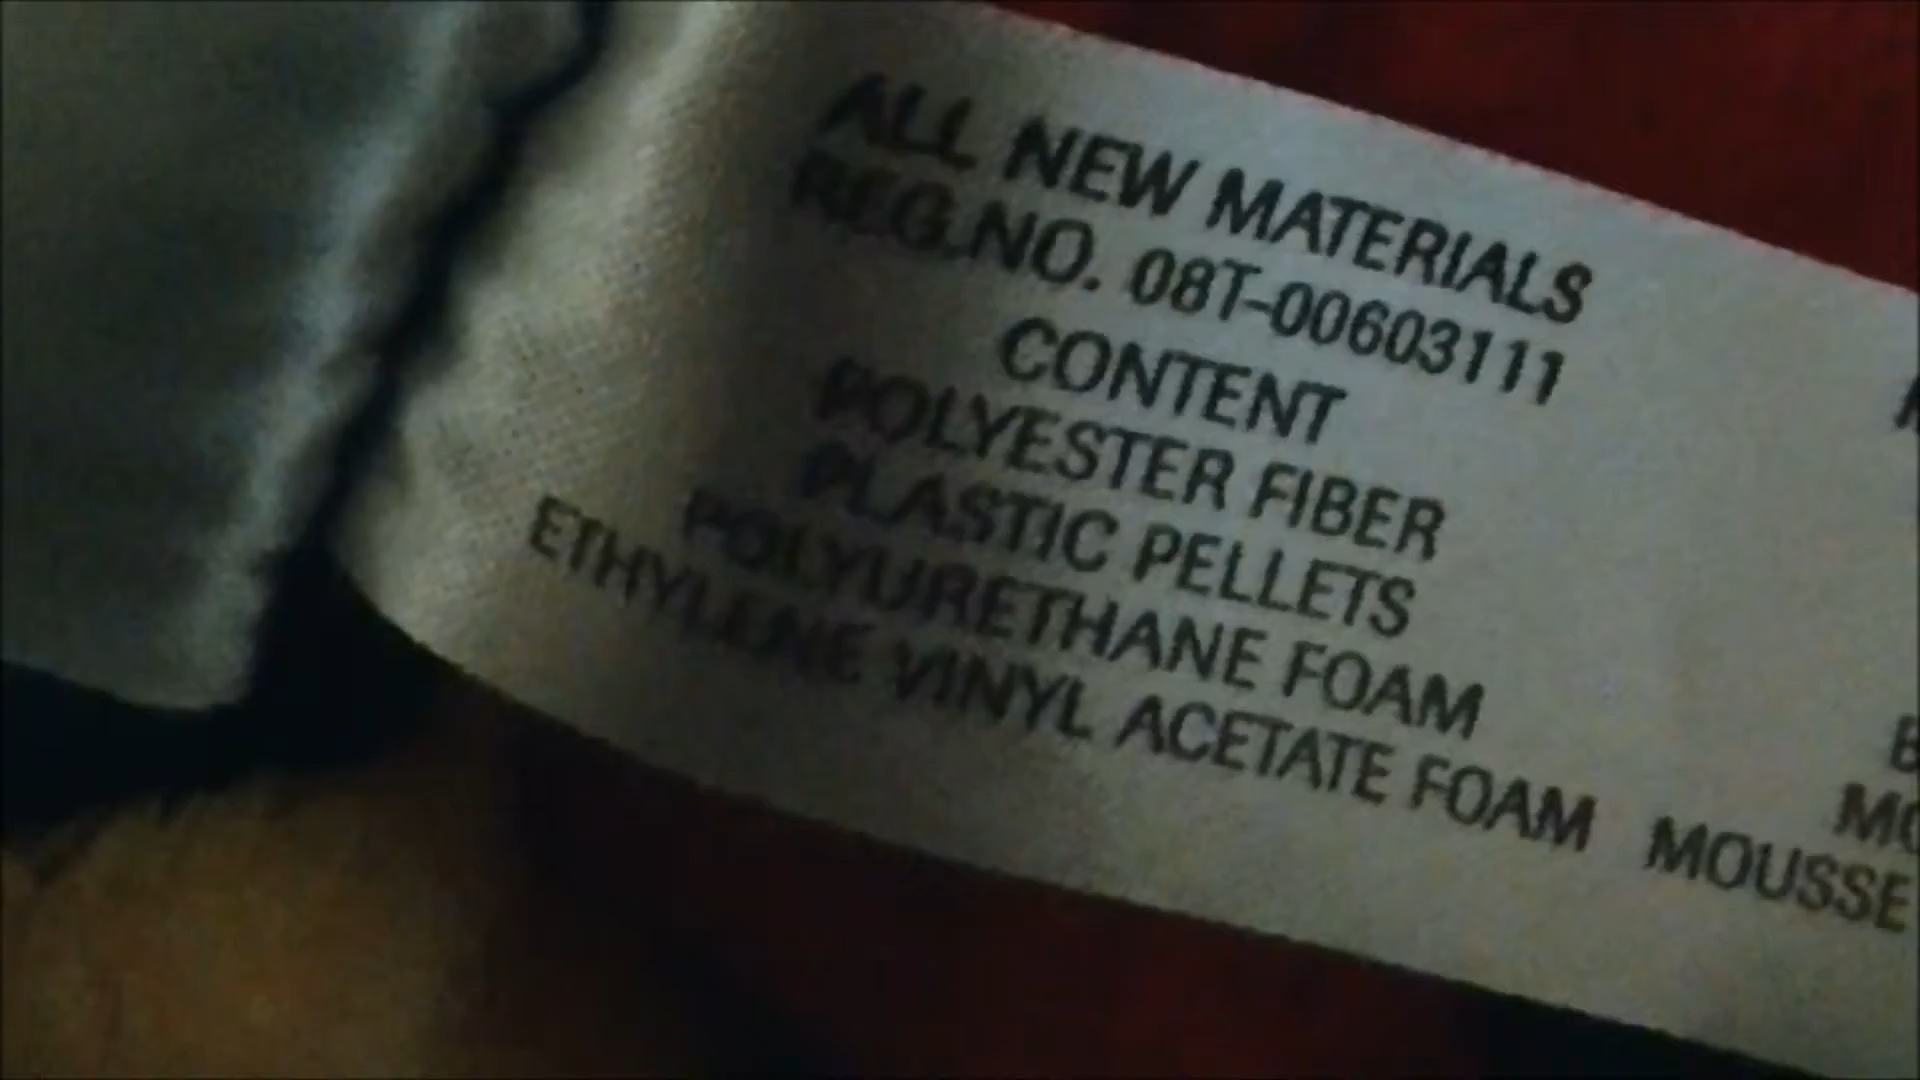 ALL NEW MATERIALS
REG.NO. 08T-00603111
CONTENT
POLYESTER FIBER
PLASTIC PELLETS
POLYURETHANE FOAM
ETHYLENE VINYL ACETATE FOAM
MOUSSE